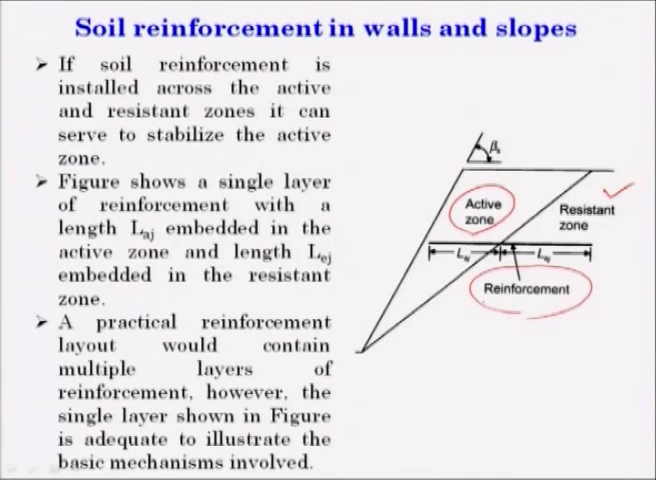 Soil reinforcement in walls and slopes
➢ If soil reinforcement is
installed across the active
and resistant zones it can
serve to stabilize the active
zone.
➢ Figure shows a single layer
of reinforcement with a
length Laj embedded in the
active zone and length Lej
embedded in the resistant
zone.
➢ A practical reinforcement
layout would contain
multiple layers of
reinforcement, however, the
single layer shown in Figure
is adequate to illustrate the
basic mechanisms involved.
βs
Active
zone
Resistant
zone
Laj
Lej
Reinforcement